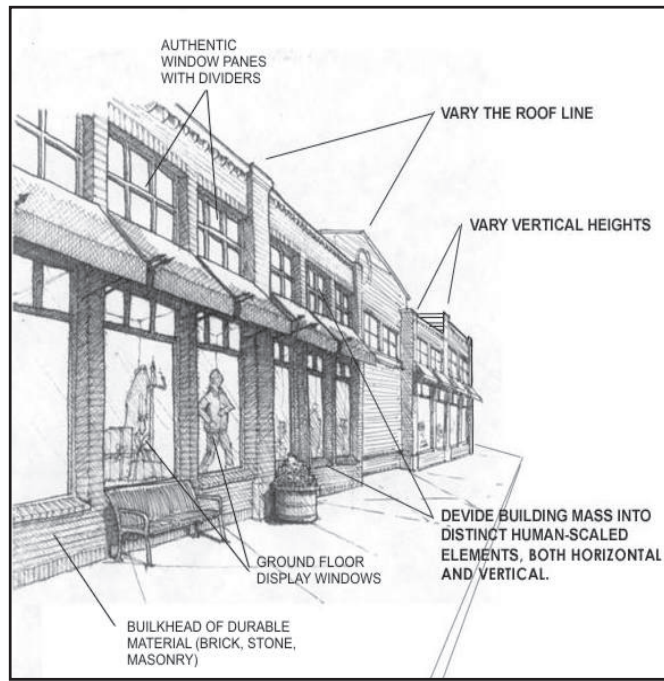 AUTHENTIC
WINDOW PANES
WITH DIVIDERS
VARY THE ROOF LINE
VARY VERTICAL HEIGHTS
DEVIDE BUILDING MASS INTO
DISTINCT HUMAN-SCALED
ELEMENTS, BOTH HORIZONTAL
AND VERTICAL.
GROUND FLOOR
DISPLAY WINDOWS
BUILKHEAD OF DURABLE
MATERIAL (BRICK, STONE,
MASONRY)